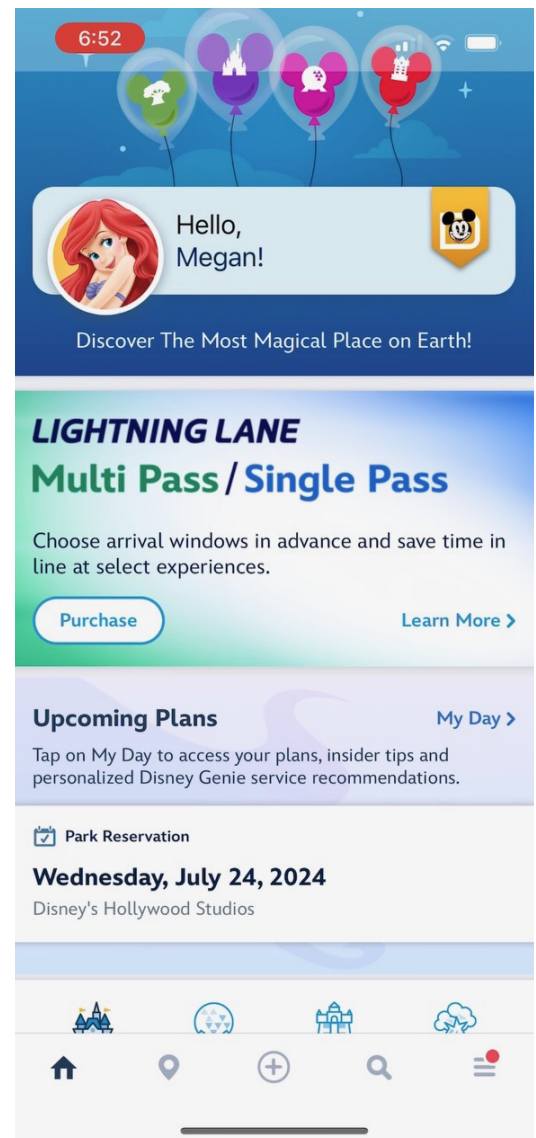 6:52
Hello,
Megan!
Discover The Most Magical Place on Earth!
LIGHTNING LANE
Multi Pass / Single Pass
Choose arrival windows in advance and save time in
line at select experiences.
Purchase
Learn More >
Upcoming Plans
My Day >
Tap on My Day to access your plans, insider tips and
personalized Disney Genie service recommendations.
Park Reservation
Wednesday, July 24, 2024
Disney's Hollywood Studios